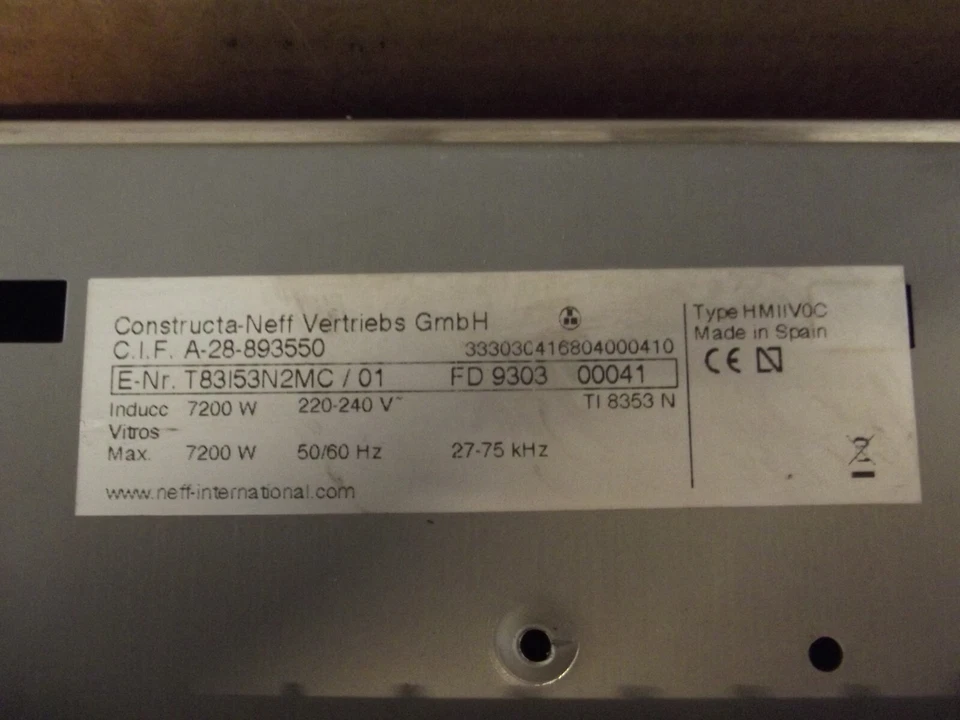 Constructa-Neff Vertriebs GmbH
C.I.F. A-28-893550
333030416804000410
E-Nr. T83I53N2MC / 01 FD 9303 00041
Inducc 7200 W 220-240 V~ TI 8353 N
Vitros
Max. 7200 W 50/60 Hz 27-75 kHz
www.neff-international.com
Type HMIIV0C
Made in Spain
CE N